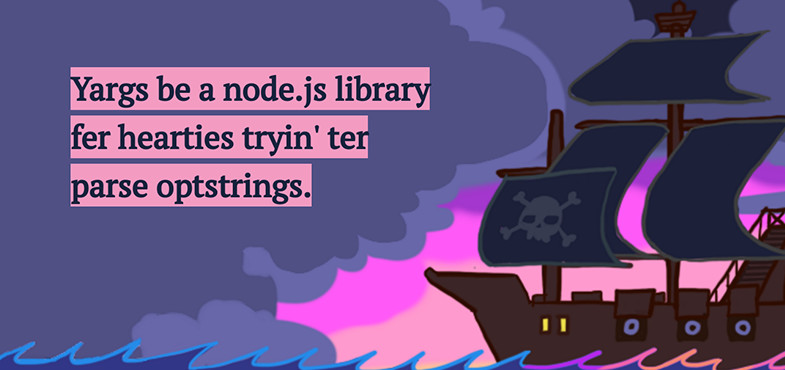 Yargs be a node.js library
fer hearties tryin' ter
parse optstrings.